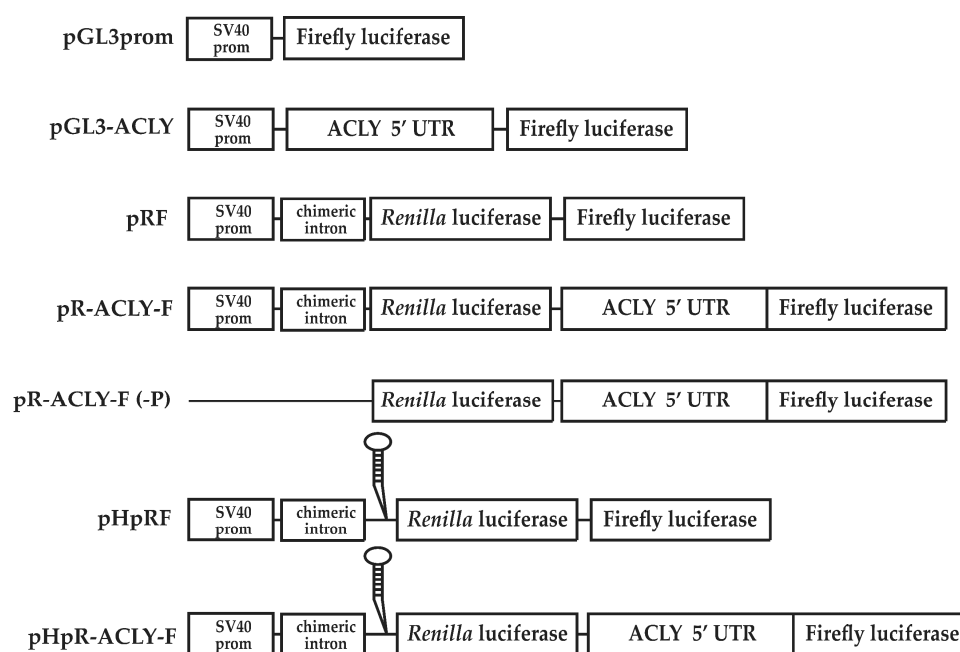 pGL3prom
SV40
prom
Firefly luciferase
pGL3-ACLY
SV40
prom
ACLY 5′ UTR
Firefly luciferase
pRF
SV40
prom
chimeric
intron
Renilla luciferase
Firefly luciferase
pR-ACLY-F
SV40
prom
chimeric
intron
Renilla luciferase
ACLY 5′ UTR
Firefly luciferase
pR-ACLY-F (-P)
Renilla luciferase
ACLY 5′ UTR
Firefly luciferase
pHpRF
SV40
prom
chimeric
intron
Renilla luciferase
Firefly luciferase
pHpR-ACLY-F
SV40
prom
chimeric
intron
Renilla luciferase
ACLY 5′ UTR
Firefly luciferase